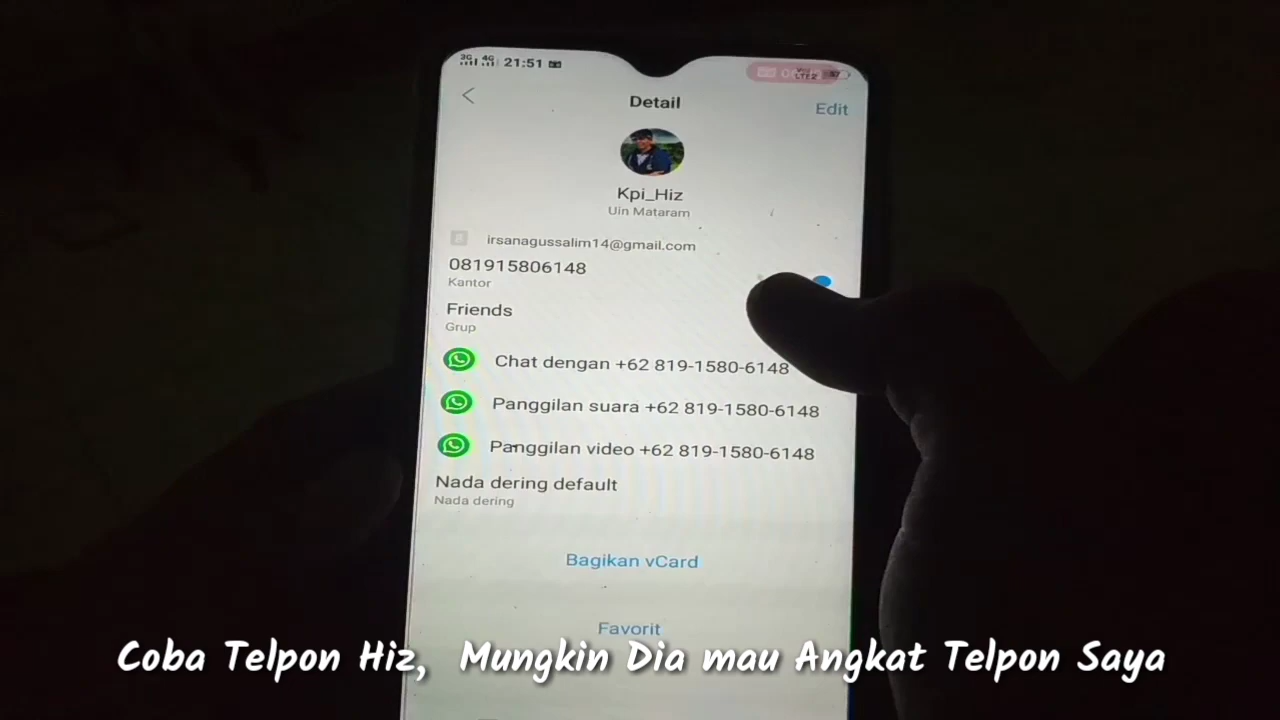 3G 4G 21:51
Detail
Edit
Kpi_Hiz
Uin Mataram
irsanagussalim14@gmail.com
081915806148
Kantor
Friends
Grup
Chat dengan +62 819-1580-6148
Panggilan suara +62 819-1580-6148
Panggilan video +62 819-1580-6148
Nada dering default
Nada dering
Bagikan vCard
Favorit
Coba Telpon Hiz, Mungkin Dia mau Angkat Telpon Saya